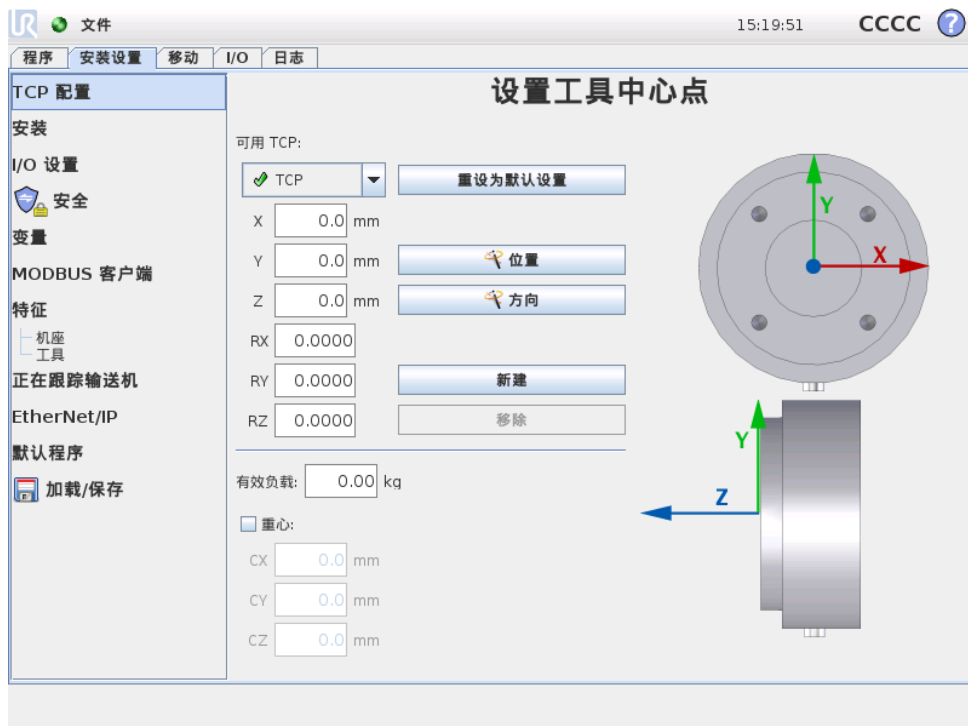 UR 文件 15:19:51 CCCC ?
程序 安装设置 移动 I/O 日志
TCP 配置
安装
I/O 设置
安全
变量
MODBUS 客户端
特征
机座
工具
正在跟踪输送机
EtherNet/IP
默认程序
加载/保存
设置工具中心点
可用 TCP:
TCP 重设为默认设置
X 0.0 mm
Y 0.0 mm 位置
Z 0.0 mm 方向
RX 0.0000
RY 0.0000 新建
RZ 0.0000 移除
有效负载: 0.00 kg
重心:
CX 0.0 mm
CY 0.0 mm
CZ 0.0 mm
Y
X
Y
Z